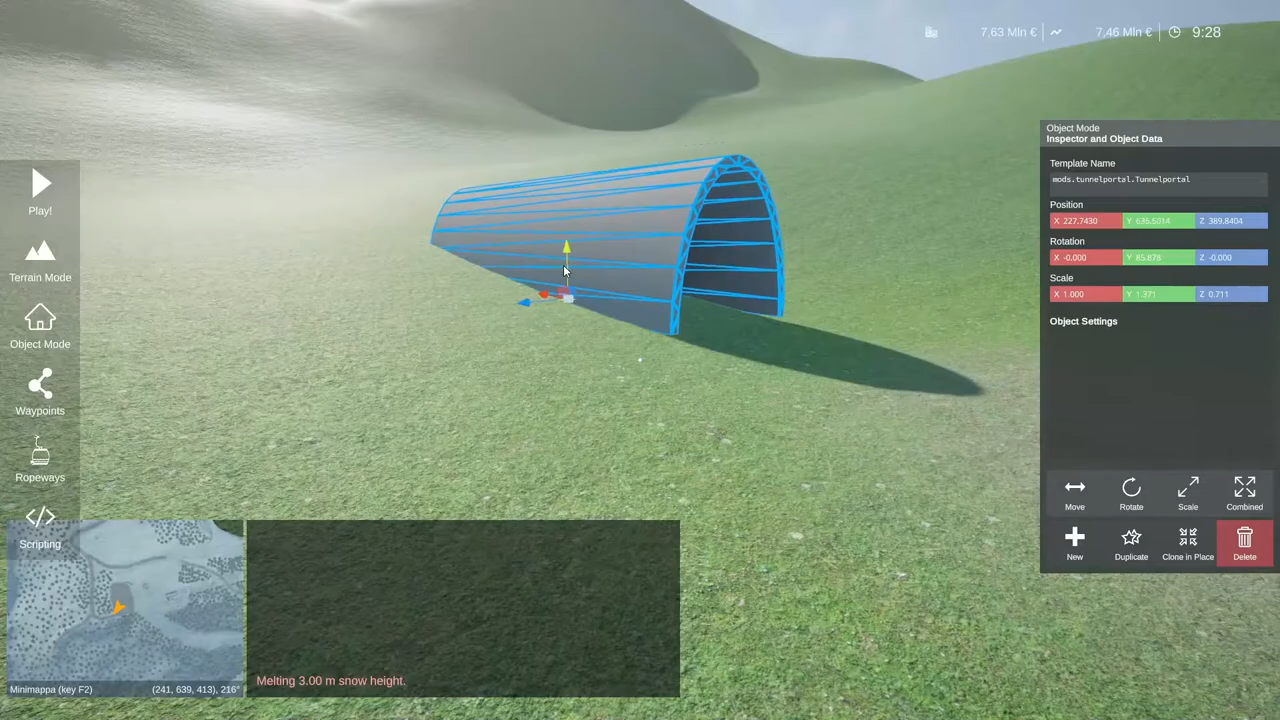 7,63 Mln €
7,46 Mln €
9:28
Play!
Terrain Mode
Object Mode
Waypoints
Ropeways
Scripting
Minimappa (key F2)
(241, 639, 413), 216°
Melting 3.00 m snow height.
Object Mode
Inspector and Object Data
Template Name
mods.tunnelportal.Tunnelportal
Position
X 227.7430 Y 635.5014 Z 389.8404
Rotation
X -0.000 Y 85.878 Z -0.000
Scale
X 1.000 Y 1.371 Z 0.711
Object Settings
Move Rotate Scale Combined
New Duplicate Clone in Place Delete